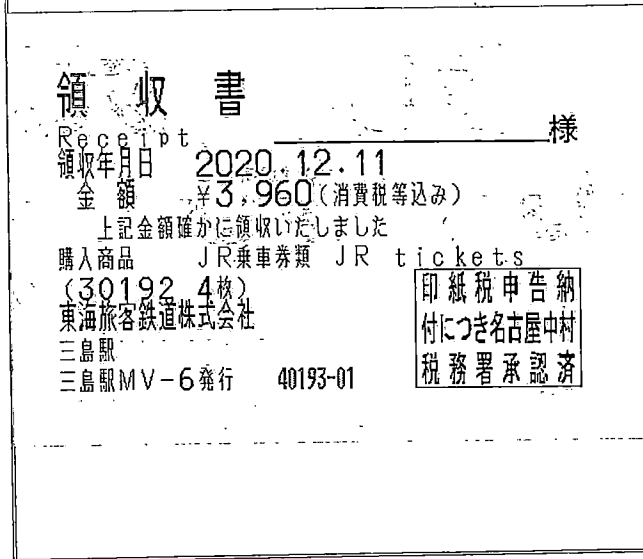 領収書
Receipt 様
領収年月日 2020.12.11
金額 ¥3,960(消費税等込み)
上記金額確かに領収いたしました
購入商品 JR乗車券類 JR tickets
(30192 4枚)
東海旅客鉄道株式会社
三島駅
三島駅MV-6発行 40193-01
印紙税申告納
付につき名古屋中村
税務署承認済